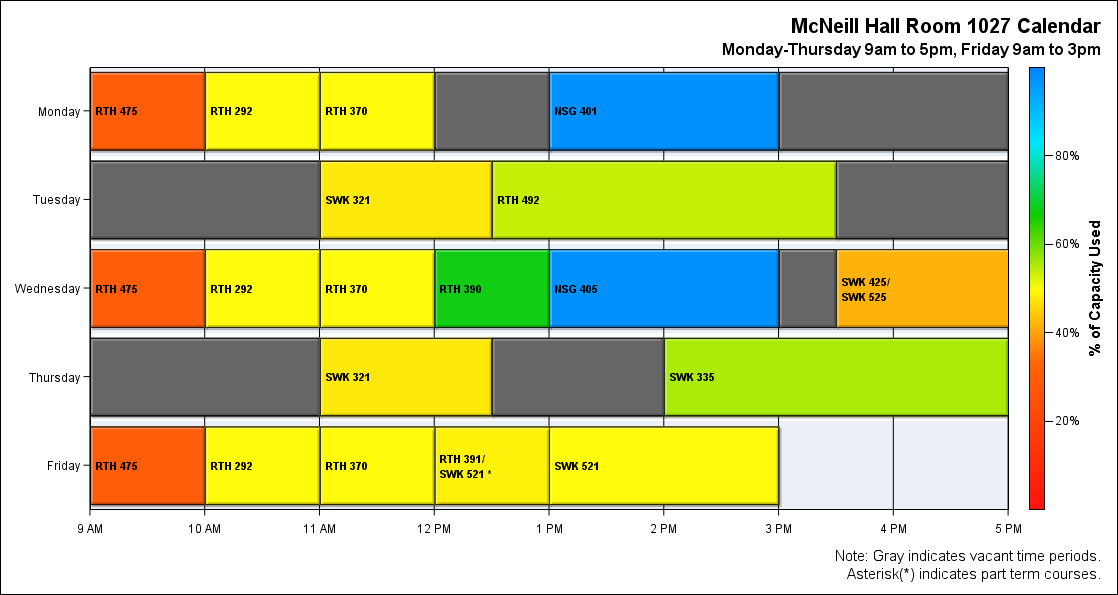 McNeill Hall Room 1027 Calendar
Monday-Thursday 9am to 5pm, Friday 9am to 3pm
Monday
RTH 475
RTH 292
RTH 370
NSG 401
Tuesday
SWK 321
RTH 492
Wednesday
RTH 475
RTH 292
RTH 370
RTH 390
NSG 405
SWK 425/
SWK 525
Thursday
SWK 321
SWK 335
Friday
RTH 475
RTH 292
RTH 370
RTH 391/
SWK 521 *
SWK 521
9 AM
10 AM
11 AM
12 PM
1 PM
2 PM
3 PM
4 PM
5 PM
80%
60%
40%
20%
% of Capacity Used
Note: Gray indicates vacant time periods.
Asterisk(*) indicates part term courses.